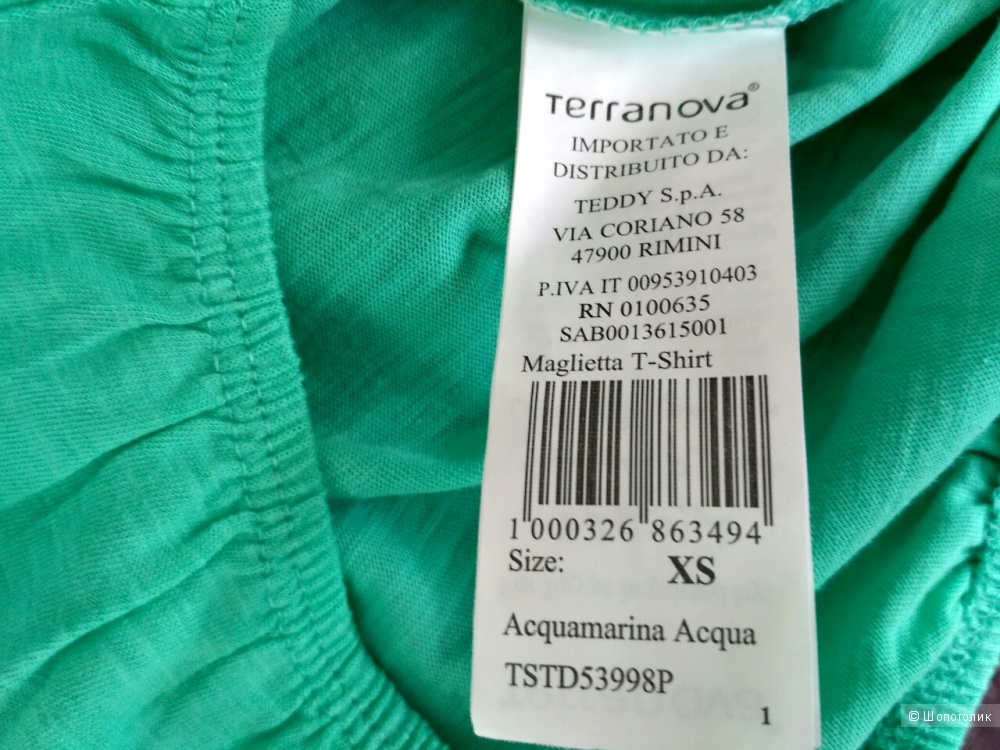 Terranova®
IMPORTATO E
DISTRIBUITO DA:
TEDDY S.p.A.
VIA CORIANO 58
47900 RIMINI
P.IVA IT 00953910403
RN 0100635
SAB0013615001
Maglietta T-Shirt
1 000326 863494
Size: XS
Acquamarina Acqua
TSTD53998P
1
© Шопоголик